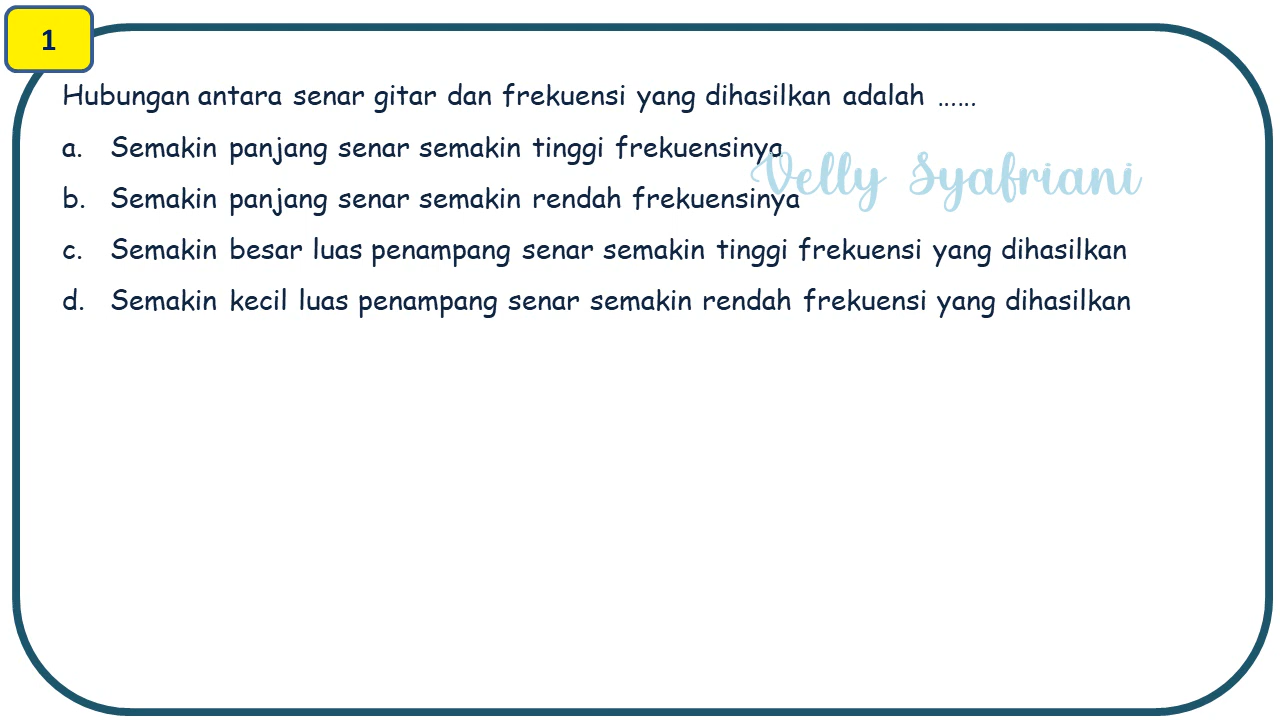 1
Hubungan antara senar gitar dan frekuensi yang dihasilkan adalah ......
a. Semakin panjang senar semakin tinggi frekuensinya
Velly Syafriani
b. Semakin panjang senar semakin rendah frekuensinya
c. Semakin besar luas penampang senar semakin tinggi frekuensi yang dihasilkan
d. Semakin kecil luas penampang senar semakin rendah frekuensi yang dihasilkan